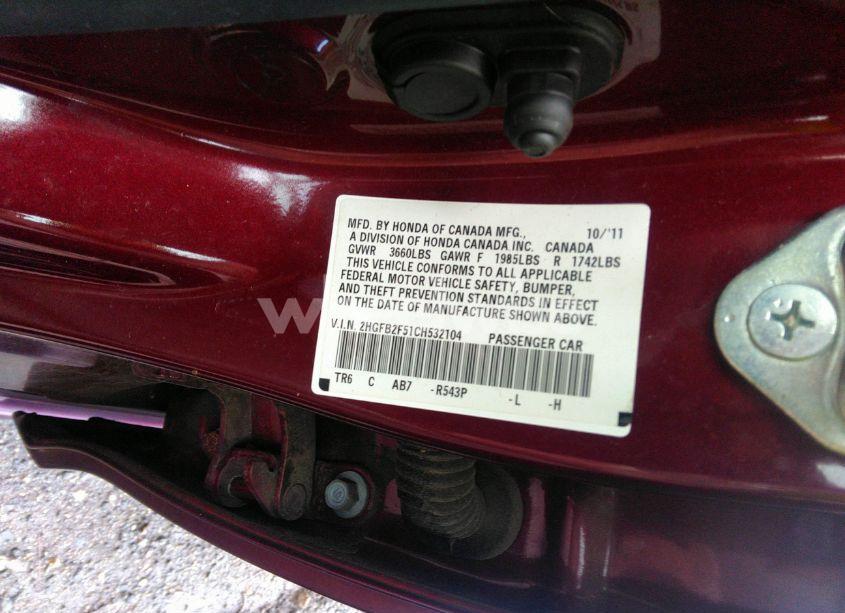 MFD. BY HONDA OF CANADA MFG., 10/'11
A DIVISION OF HONDA CANADA INC. CANADA
GVWR 3660LBS GAWR F 1985LBS R 1742LBS
THIS VEHICLE CONFORMS TO ALL APPLICABLE
FEDERAL MOTOR VEHICLE SAFETY, BUMPER,
AND THEFT PREVENTION STANDARDS IN EFFECT
ON THE DATE OF MANUFACTURE SHOWN ABOVE.
V.I.N. 2HGFB2F51CH532104 PASSENGER CAR
TR6 C AB7 -R543P -L -H